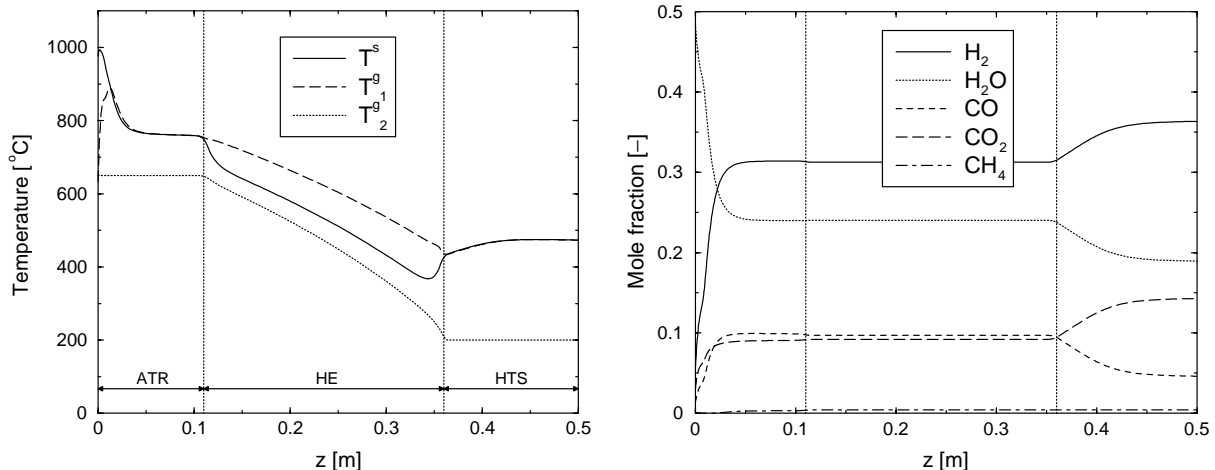 1000
800
600
400
200
0
Temperature [ °C]
T^s
T^g_1
T^g_2
ATR
HE
HTS
0
0.1
0.2
0.3
0.4
0.5
z [m]
0.5
0.4
0.3
0.2
0.1
0
Mole fraction [–]
H₂
H₂O
CO
CO₂
CH₄
0
0.1
0.2
0.3
0.4
0.5
z [m]